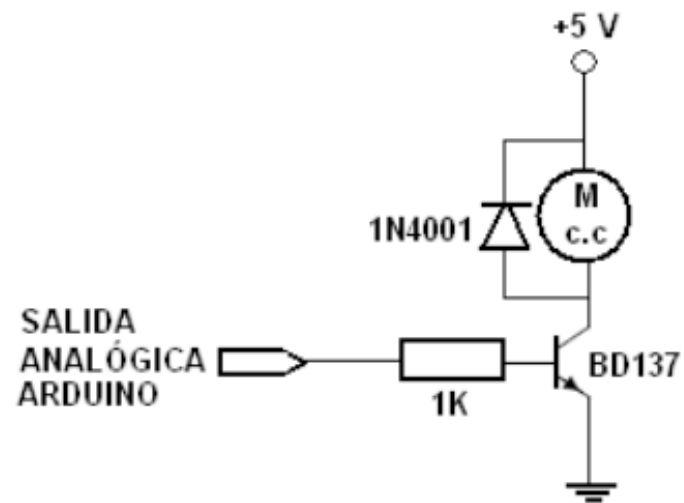 +5 V
M
c.c
1N4001
SALIDA
ANALÓGICA
ARDUINO
1K
BD137